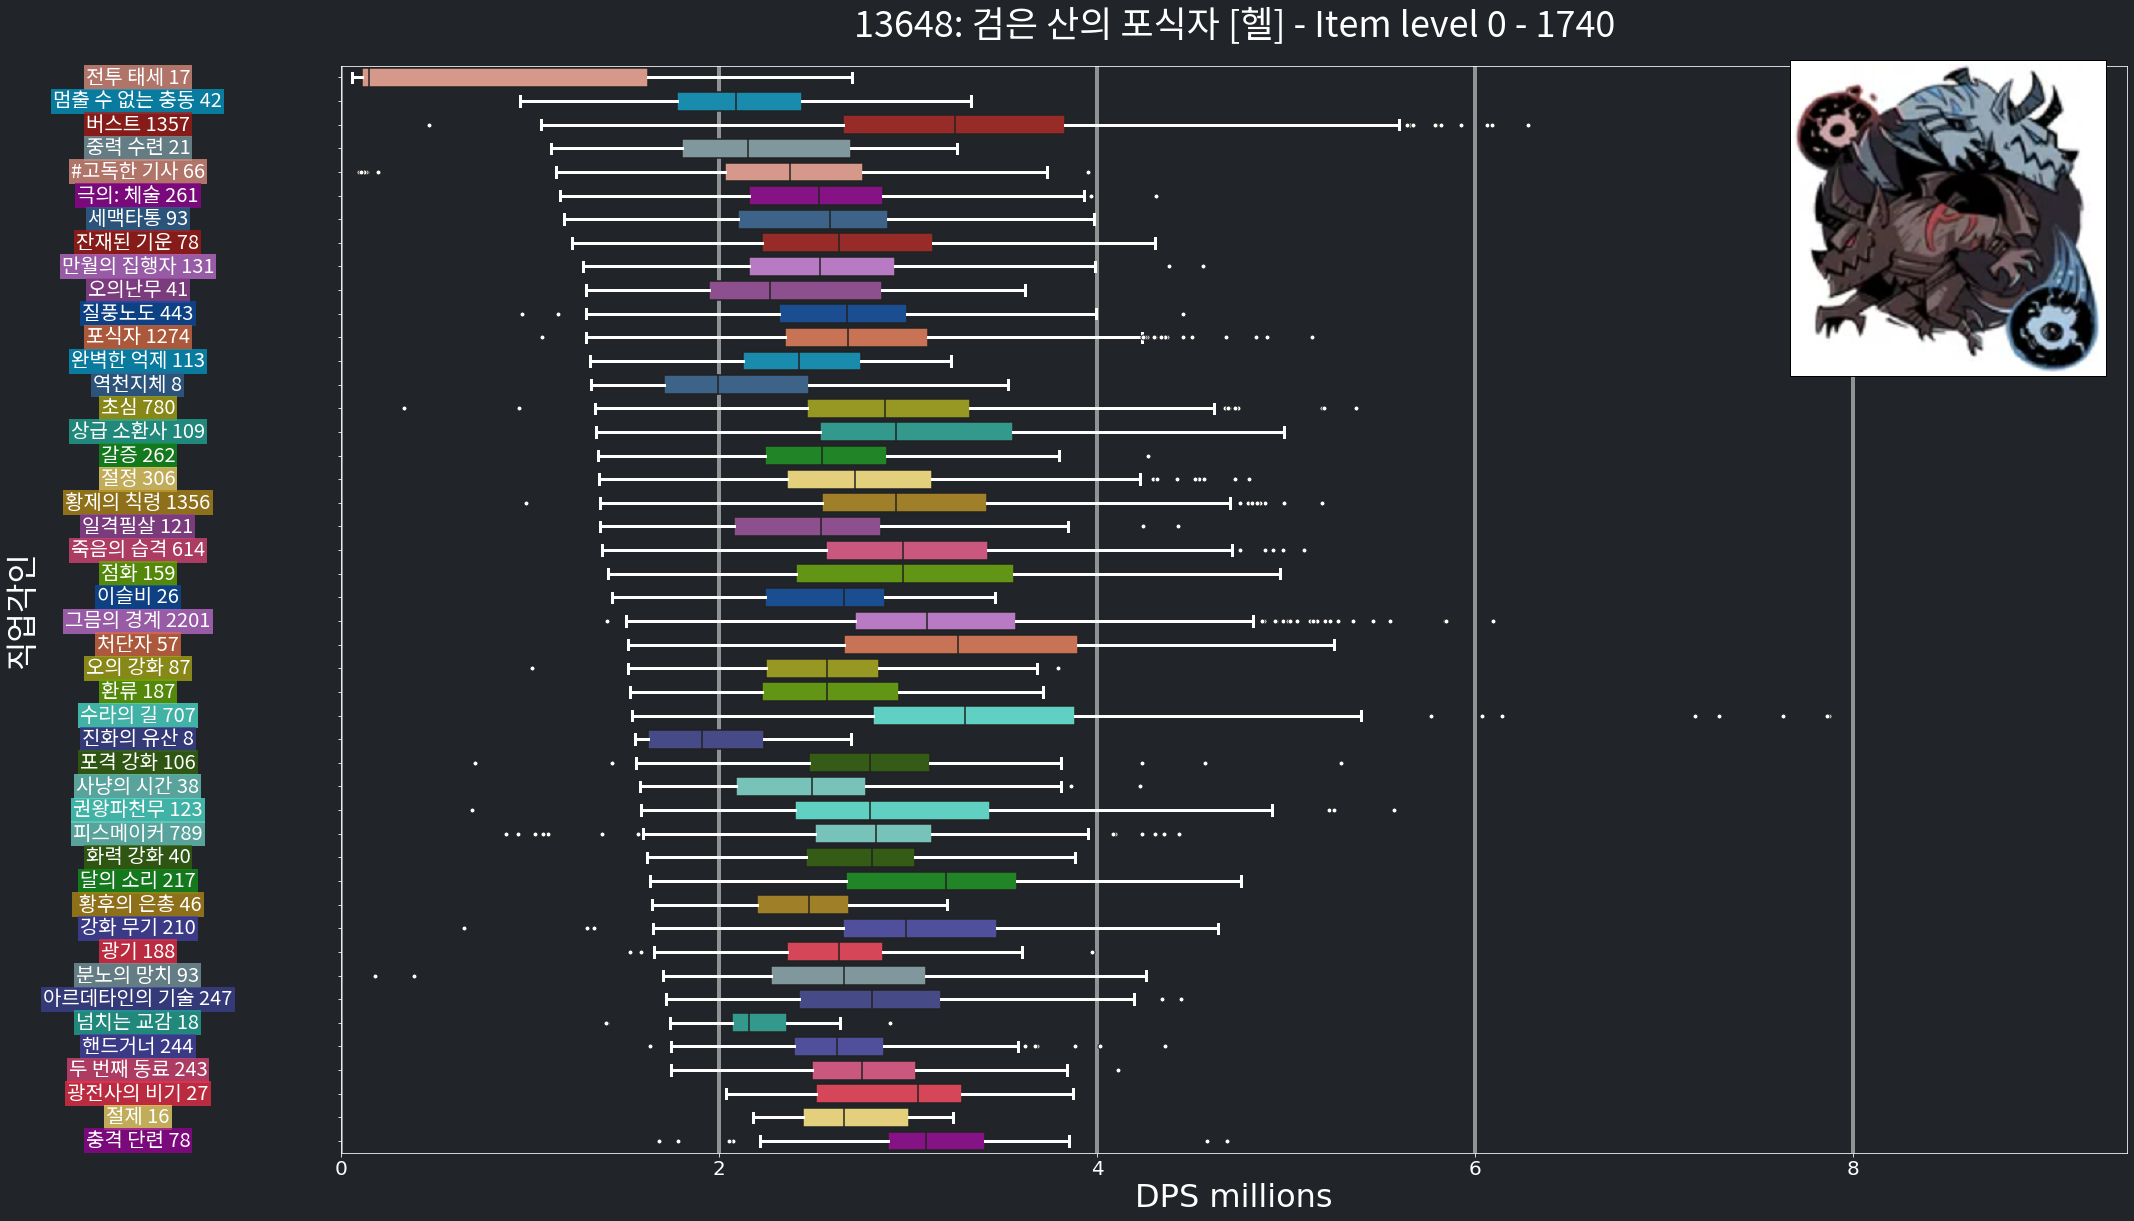 13648: 검은 산의 포식자 [헬] - Item level 0 - 1740
전투 태세 17
멈출 수 없는 충동 42
버스트 1357
중력 수련 21
#고독한 기사 66
극의: 체술 261
세맥타통 93
잔재된 기운 78
만월의 집행자 131
오의난무 41
질풍노도 443
포식자 1274
완벽한 억제 113
역천지체 8
초심 780
상급 소환사 109
갈증 262
절정 306
황제의 칙령 1356
일격필살 121
죽음의 습격 614
점화 159
이슬비 26
그믐의 경계 2201
처단자 57
오의 강화 87
환류 187
수라의 길 707
진화의 유산 8
포격 강화 106
사냥의 시간 38
권왕파천무 123
피스메이커 789
화력 강화 40
달의 소리 217
황후의 은총 46
강화 무기 210
광기 188
분노의 망치 93
아르데타인의 기술 247
넘치는 교감 18
핸드거너 244
두 번째 동료 243
광전사의 비기 27
절제 16
충격 단련 78
직업각인
0 2 4 6 8
DPS millions